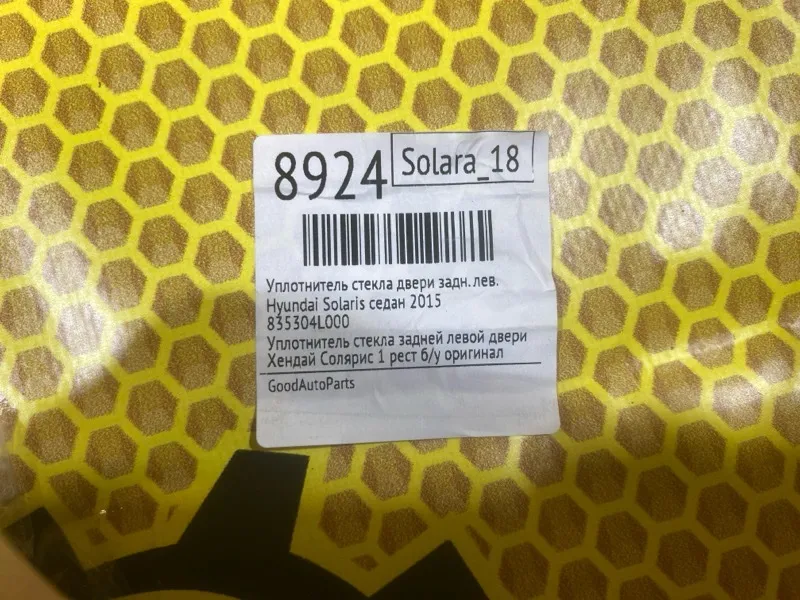 8924
Solara_18
Уплотнитель стекла двери задн. лев.
Hyundai Solaris седан 2015
835304L000
Уплотнитель стекла задней левой двери
Хендай Солярис 1 рест б/у оригинал
GoodAutoParts